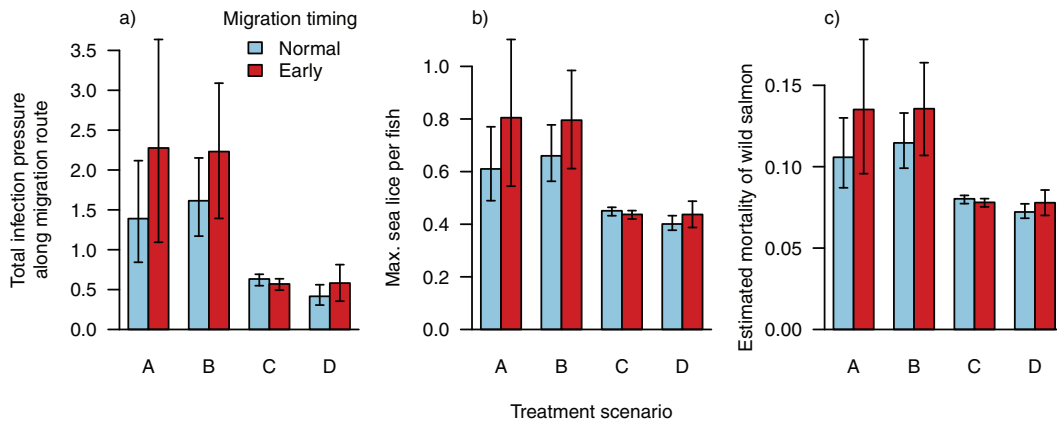 a)
Migration timing
Normal
Early
Total infection pressure
along migration route
3.5
3.0
2.5
2.0
1.5
1.0
0.5
0.0
A B C D
b)
Max. sea lice per fish
1.0
0.8
0.6
0.4
0.2
0.0
A B C D
Treatment scenario
c)
Estimated mortality of wild salmon
0.15
0.10
0.05
0.00
A B C D